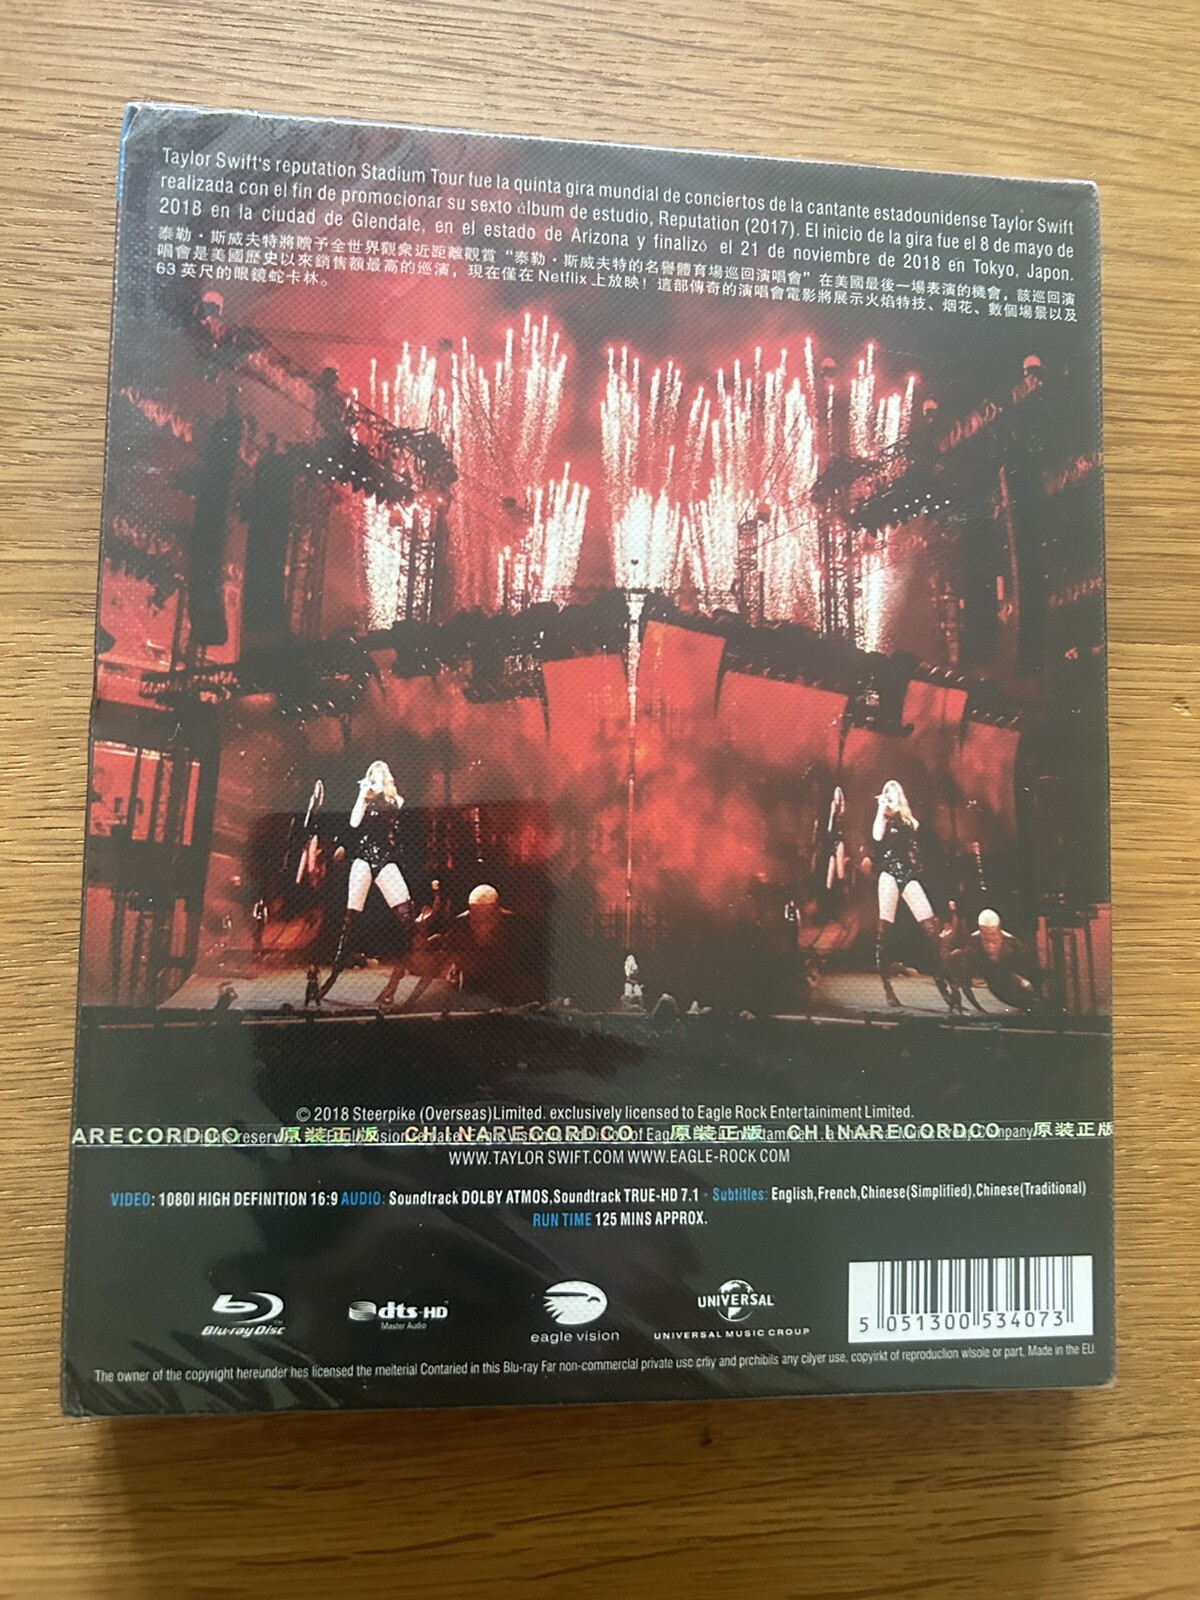 Taylor Swift's reputation Stadium Tour fue la quinta gira mundial de conciertos de la cantante estadounidense Taylor Swift
realizada con el fin de promocionar su sexto álbum de estudio, Reputation (2017). El inicio de la gira fue el 8 de mayo de
2018 en la ciudad de Glendale, en el estado de Arizona y finalizó el 21 de noviembre de 2018 en Tokyo, Japon.
泰勒·斯威夫特將贈予全世界觀衆近距離觀賞“泰勒·斯威夫特的名譽體育場巡回演唱會”在美國最後一場表演的機會，該巡回演
唱會是美國歷史以來銷售額最高的巡演，現在僅在Netflix上放映！這部傳奇的演唱會電影將展示火焰特技、烟花、數個場景以及
63英尺的眼鏡蛇卡林。
© 2018 Steerpike (Overseas)Limited. exclusively licensed to Eagle Rock Entertainiment Limited.
ARECORDCO 原装正版 CHINARECORDCO 原装正版 CHINARECORDCO 原装正版
WWW.TAYLOR SWIFT.COM WWW.EAGLE-ROCK COM
VIDEO: 1080I HIGH DEFINITION 16:9 AUDIO: Soundtrack DOLBY ATMOS,Soundtrack TRUE-HD 7.1 · Subtitles: English,French,Chinese(Simplified),Chinese(Traditional)
RUN TIME 125 MINS APPROX.
Blu-ray Disc™
dts-HD
Master Audio
eagle vision
UNIVERSAL
UNIVERSAL MUSIC GROUP
5 051300 534073
The owner of the copyright hereunder hes licensed the meiterial Contaried in this Blu-ray Far non-commercial private usc crliy and prchbils any cilyer use, copyirkt of reproduction wlsole or part. Made in the EU.